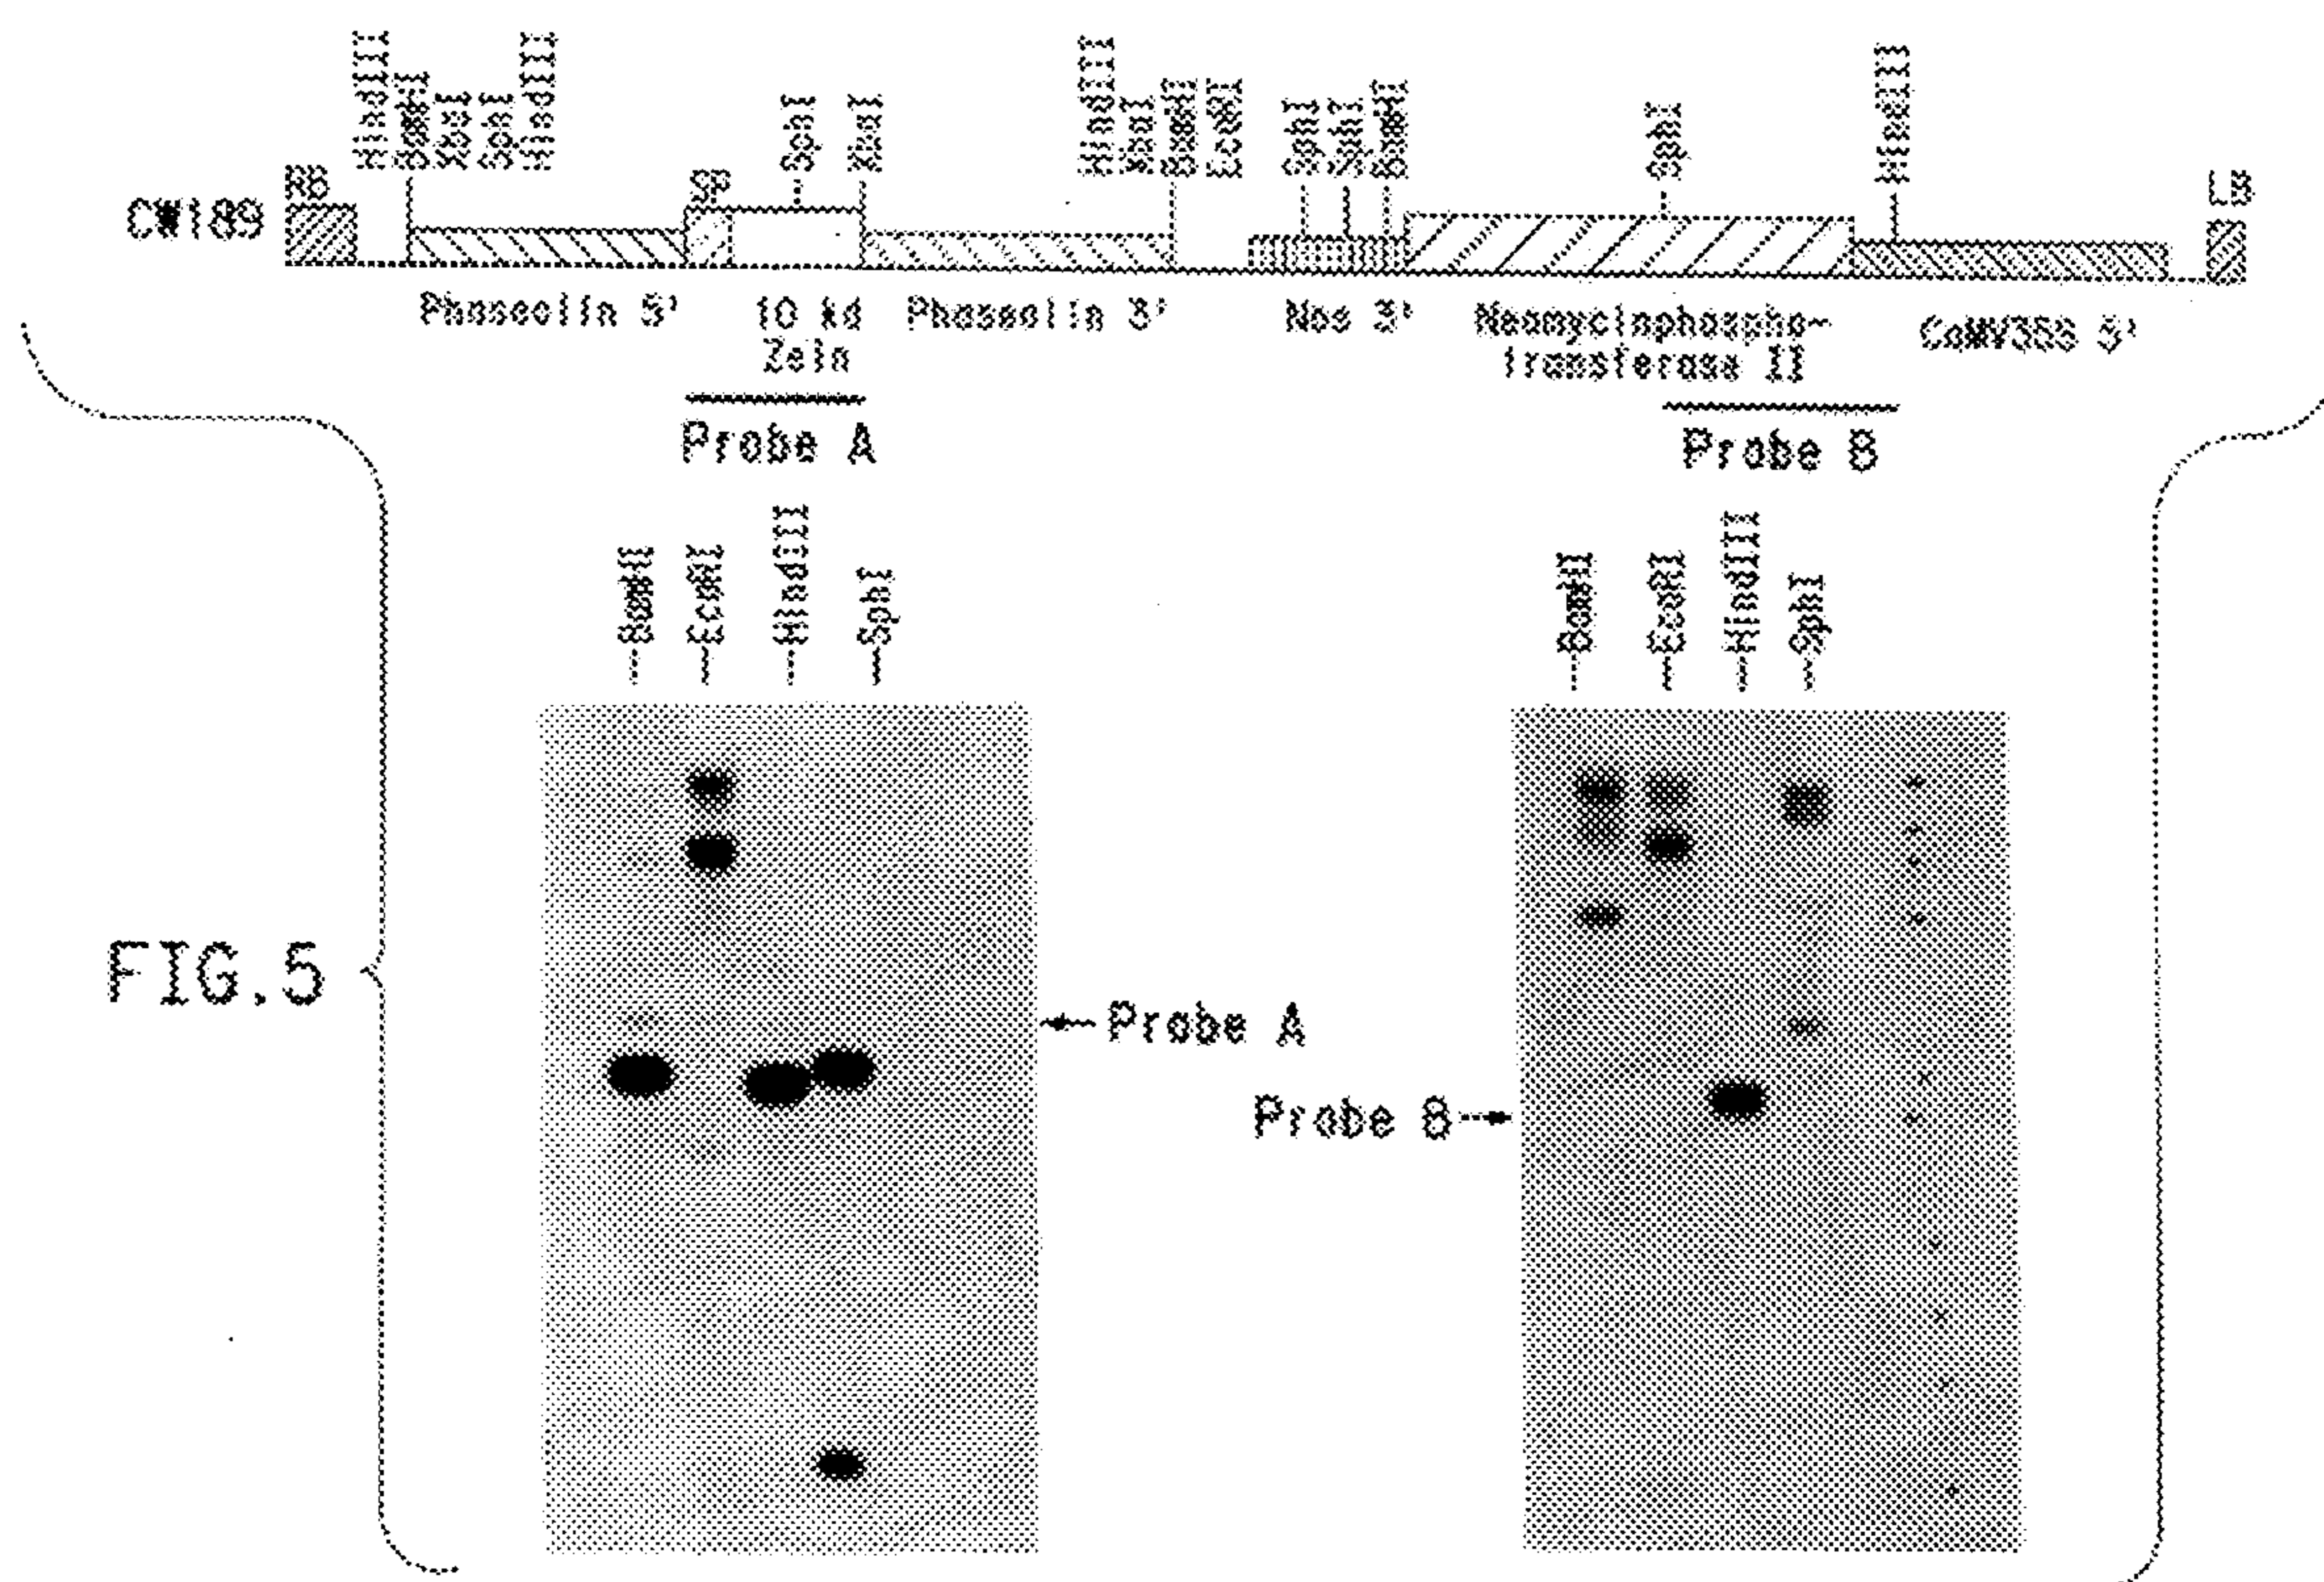 HindIII BamHI XbaI SphI HindIII SphI XbaI HindIII XbaI BamHI EcoRI SphI SphI BamHI SphI HindIII
RB SP LB
CW189
Phaseolin 5' 10 kd Phaseolin 3' Nos 3' Neomycinphospho- CaMV35S 5'
Zein transferase II
Probe A Probe B
BamHI EcoRI HindIII SphI BamHI EcoRI HindIII SphI
FIG.5
Probe A
Probe B